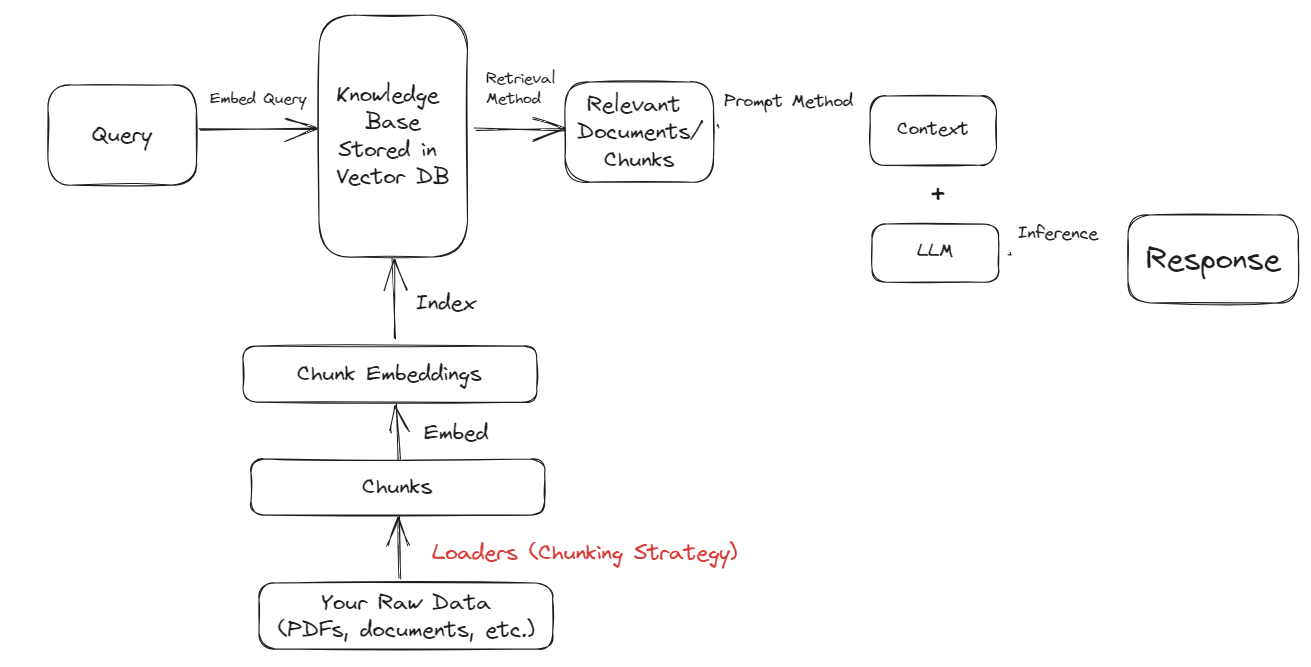 Query
Embed Query
Knowledge
Base
Stored in
Vector DB
Retrieval
Method
Relevant
Documents/
Chunks
Prompt Method
Context
+
LLM
Inference
Response
Index
Chunk Embeddings
Embed
Chunks
Loaders (Chunking Strategy)
Your Raw Data
(PDFs, documents, etc.)